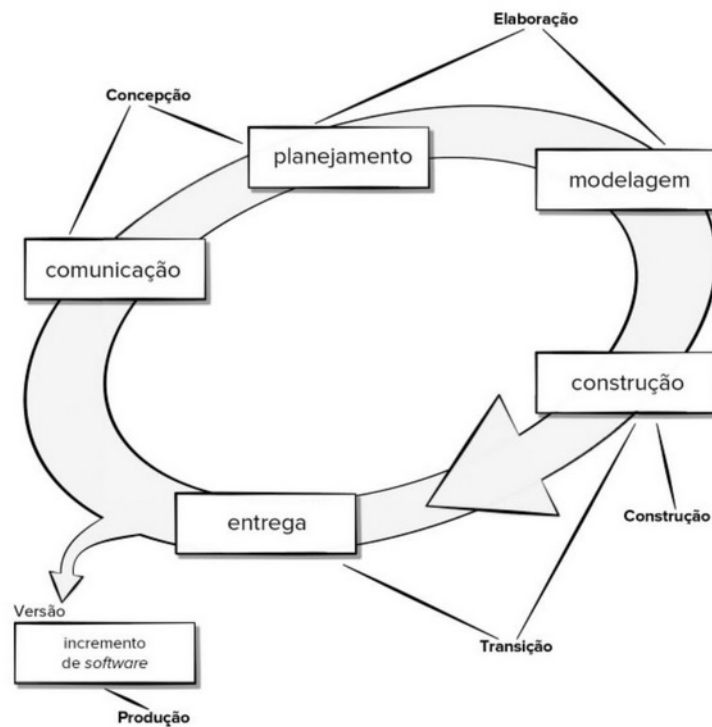 Elaboração
Concepção
planejamento
modelagem
comunicação
construção
entrega
Construção
Versão
incremento
de software
Transição
Produção